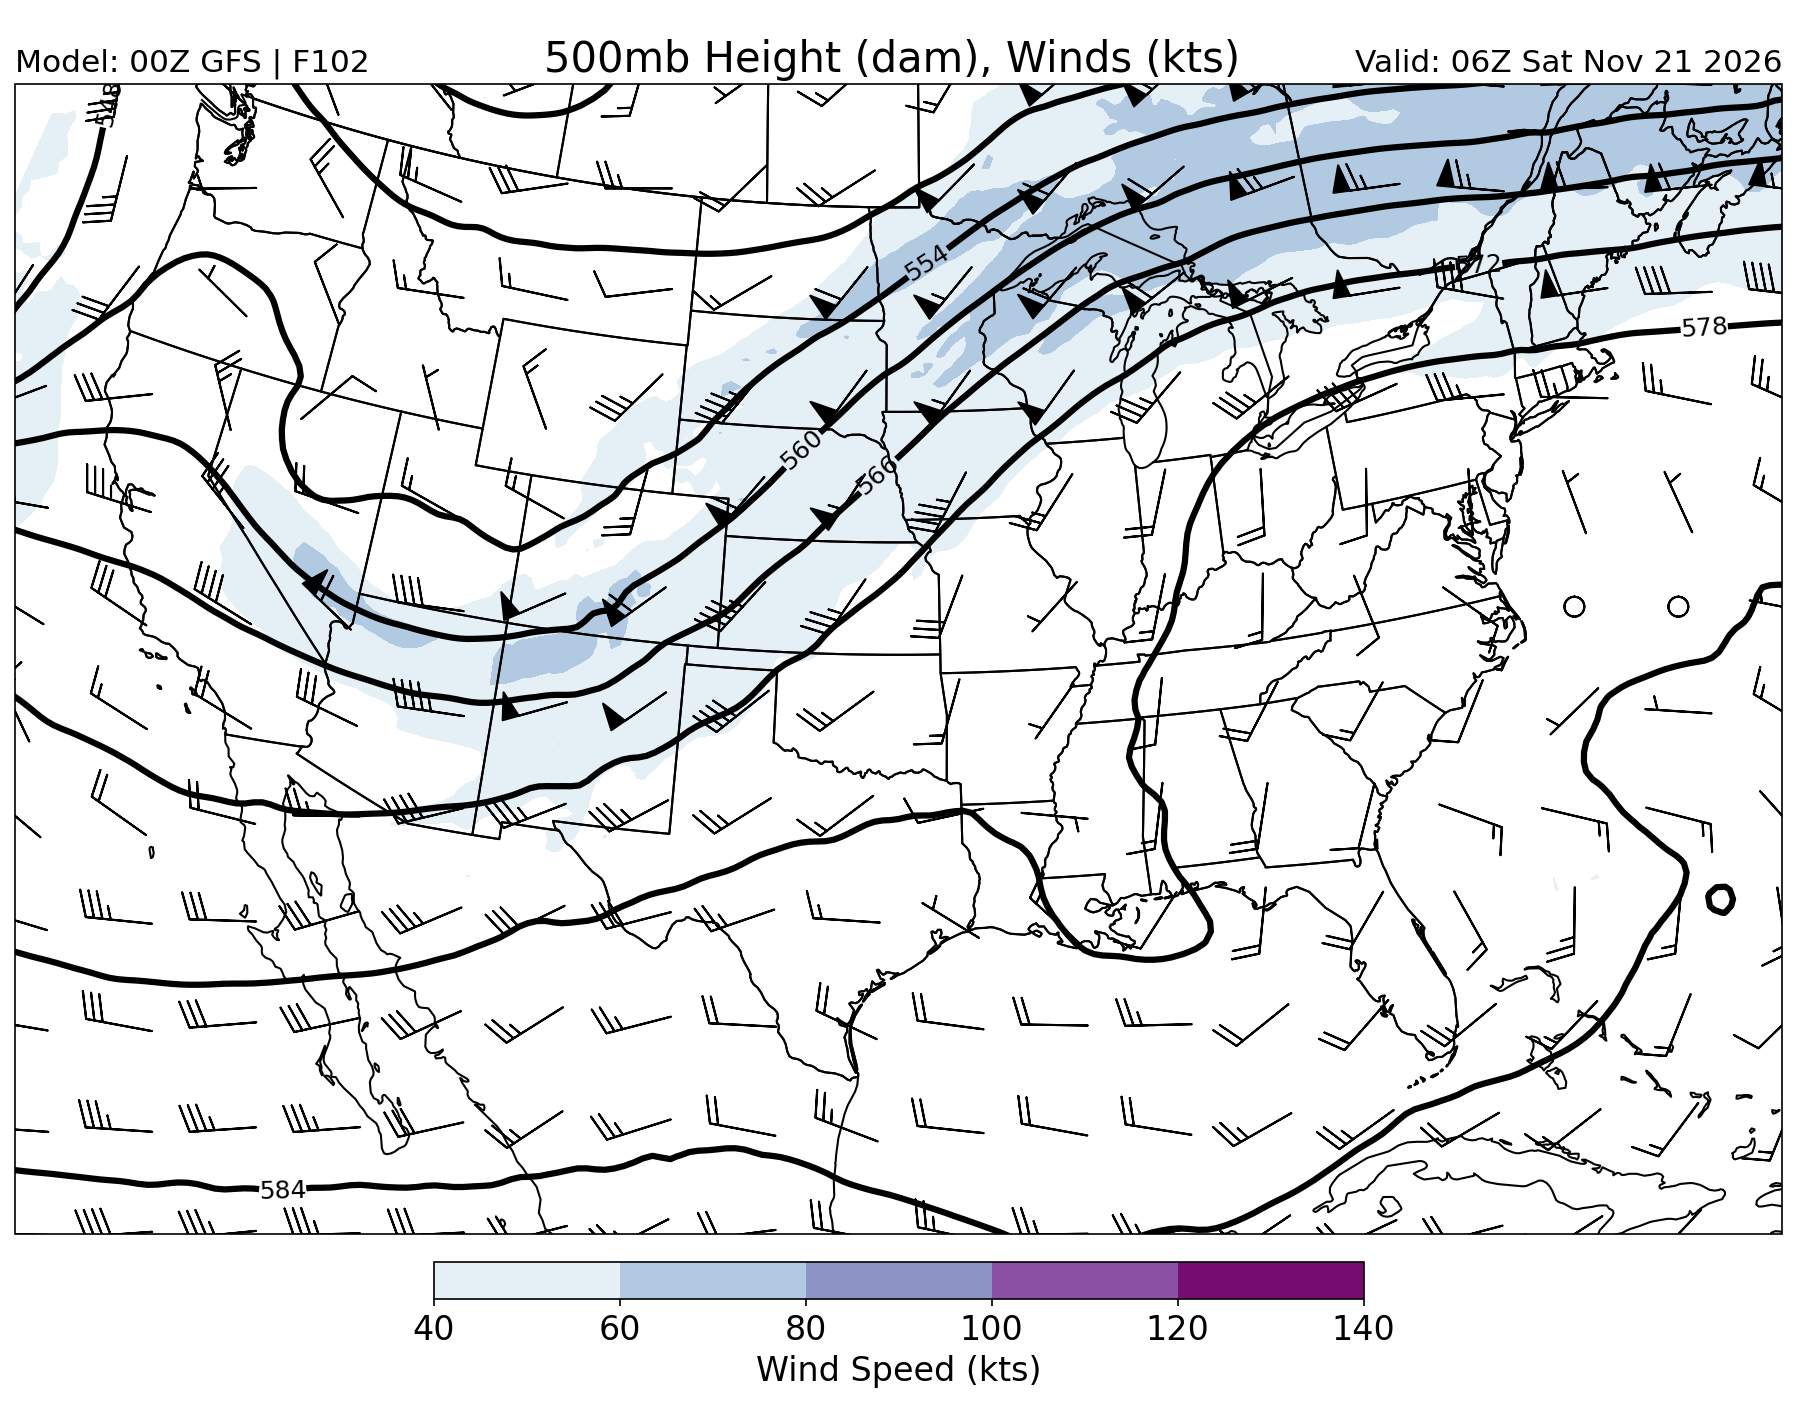 Model: 00Z GFS | F102
500mb Height (dam), Winds (kts)
Valid: 06Z Sat Nov 21 2026
548
554
572
578
560
566
584
40 60 80 100 120 140
Wind Speed (kts)